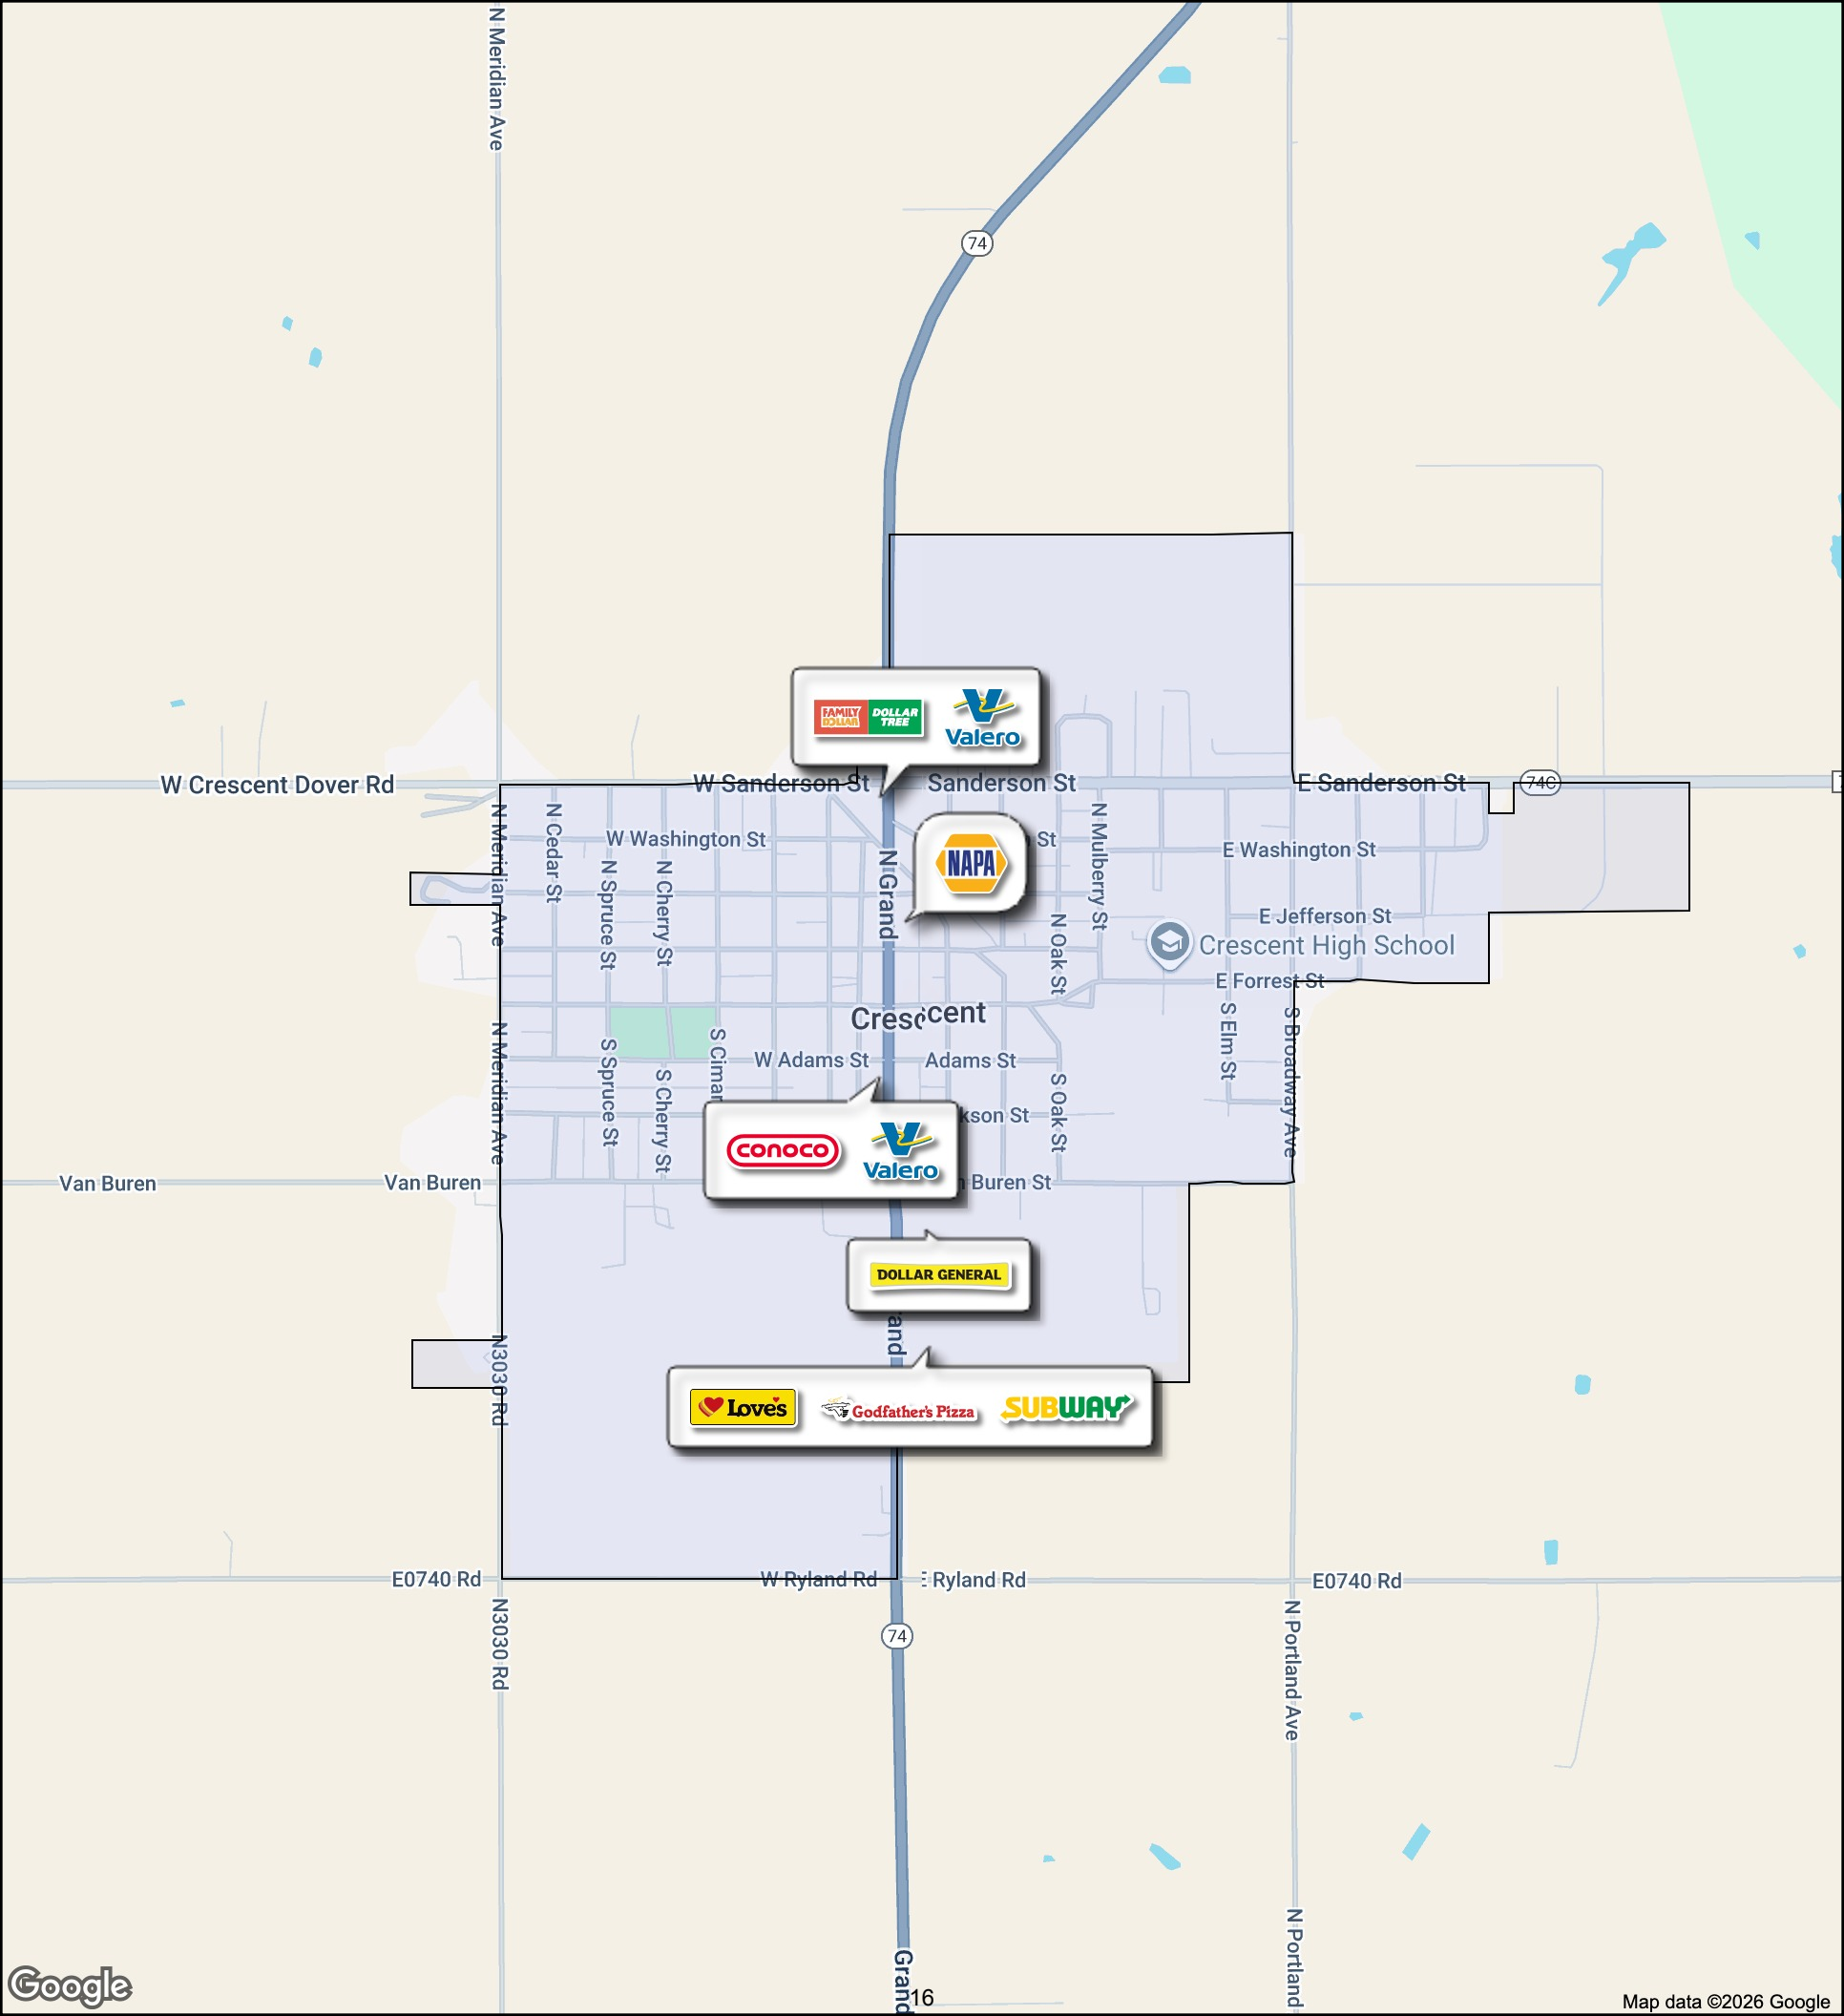 N Meridian Ave
74
FAMILY DOLLAR
DOLLAR TREE
Valero
W Crescent Dover Rd
W Sanderson St
Sanderson St
E Sanderson St
74C
N Meridian Ave
N Cedar St
W Washington St
St
N Mulberry St
E Washington St
N Spruce St
N Cherry St
N Grand
NAPA
N Oak St
E Jefferson St
Crescent High School
E Forrest St
Crescent
N Meridian Ave
S Spruce St
S Cherry St
S Cimar
W Adams St
Adams St
S Oak St
S Elm St
S Broadway Ave
kson St
conoco
Valero
Van Buren
Van Buren
Buren St
DOLLAR GENERAL
and
N3030 Rd
Love's
Godfather's Pizza
SUBWAY
E0740 Rd
W Ryland Rd
E Ryland Rd
E0740 Rd
N3030 Rd
74
N Portland Ave
N Portland
Grand
16
Google
Map data ©2026 Google